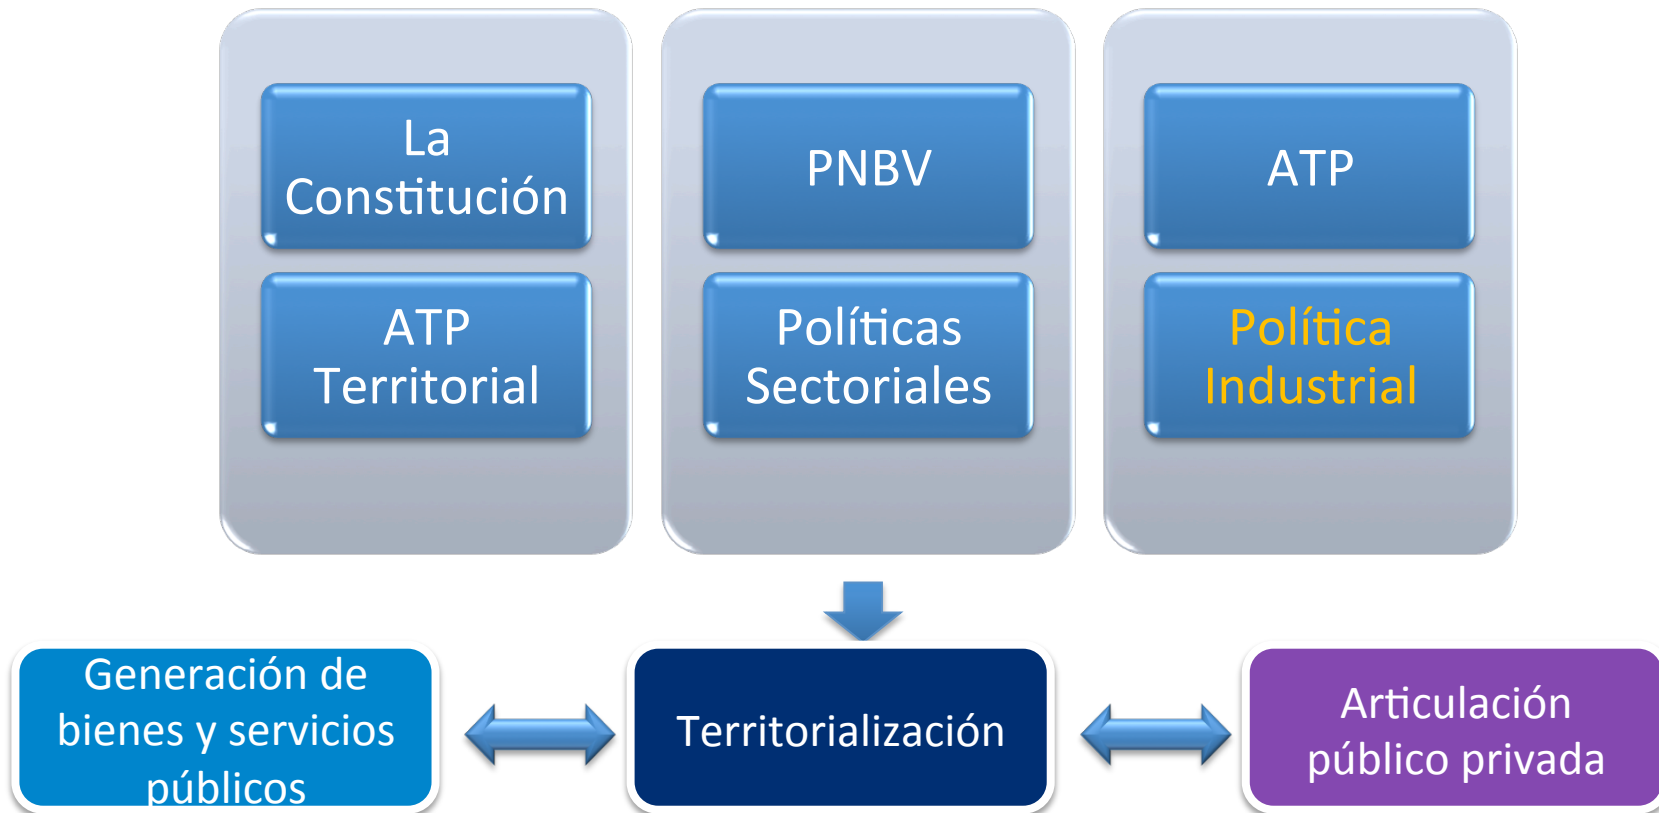 La
Constitución
PNBV
ATP
ATP
Territorial
Políticas
Sectoriales
Política
Industrial
Generación de
bienes y servicios
públicos
Territorialización
Articulación
público privada